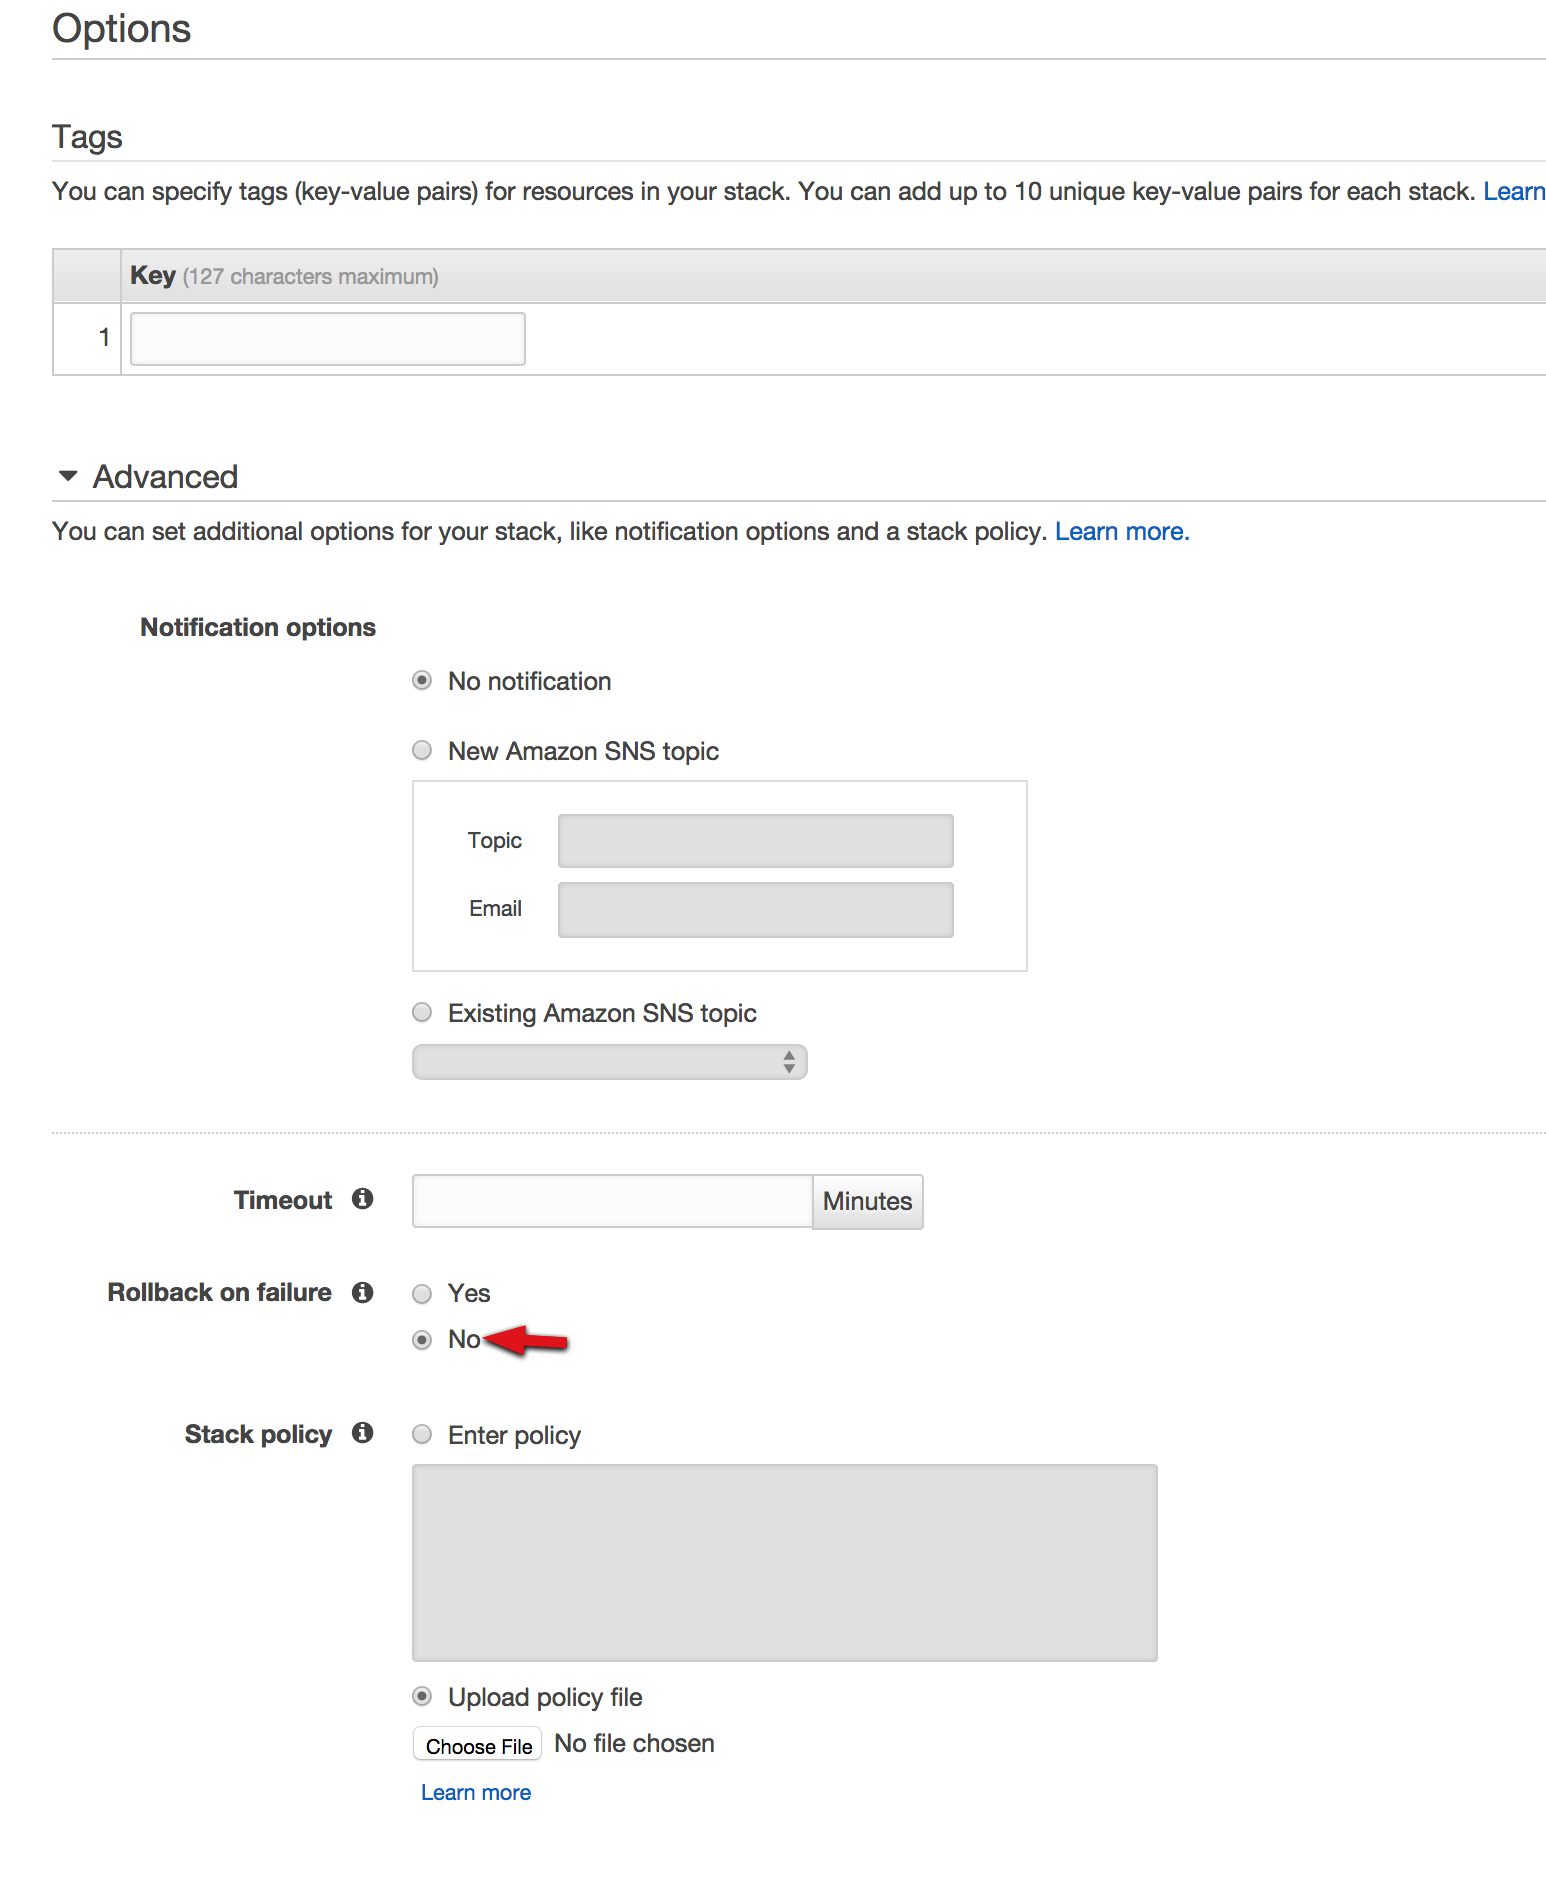 Options
Tags
You can specify tags (key-value pairs) for resources in your stack. You can add up to 10 unique key-value pairs for each stack. Learn
Key (127 characters maximum)
1
Advanced
You can set additional options for your stack, like notification options and a stack policy. Learn more.
Notification options
No notification
New Amazon SNS topic
Topic
Email
Existing Amazon SNS topic
Timeout
Minutes
Rollback on failure
Yes
No
Stack policy
Enter policy
Upload policy file
Choose File No file chosen
Learn more